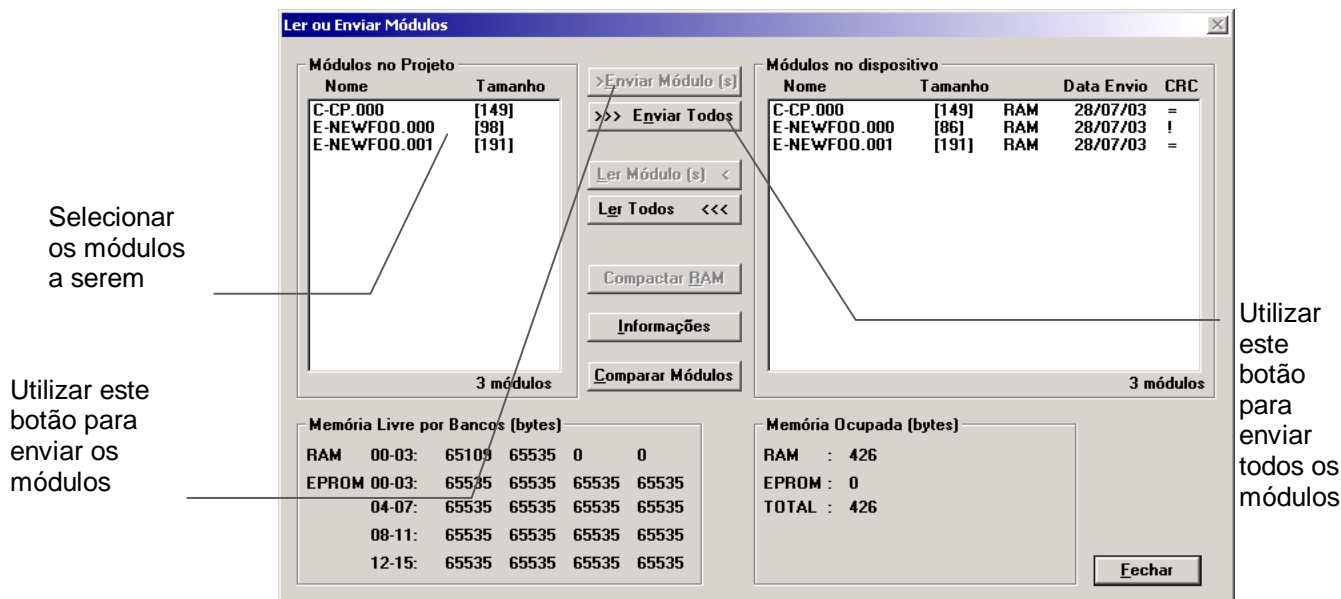 Ler ou Enviar Módulos
Módulos no Projeto
Nome Tamanho
C-CP.000 [149]
E-NEWFOO.000 [98]
E-NEWFOO.001 [191]
3 módulos
>Enviar Módulo (s)
>>> Enviar Todos
Ler Módulo (s) <
Ler Todos <<<
Compactar RAM
Informações
Comparar Módulos
Módulos no dispositivo
Nome Tamanho Data Envio CRC
C-CP.000 [149] RAM 28/07/03 =
E-NEWFOO.000 [86] RAM 28/07/03 !
E-NEWFOO.001 [191] RAM 28/07/03 =
3 módulos
Selecionar
os módulos
a serem
Utilizar este
botão para
enviar os
módulos
Utilizar
este
botão
para
enviar
todos os
módulos
Memória Livre por Bancos (bytes)
RAM 00-03: 65109 65535 0 0
EPROM 00-03: 65535 65535 65535 65535
04-07: 65535 65535 65535 65535
08-11: 65535 65535 65535 65535
12-15: 65535 65535 65535 65535
Memória Ocupada (bytes)
RAM : 426
EPROM : 0
TOTAL : 426
Fechar